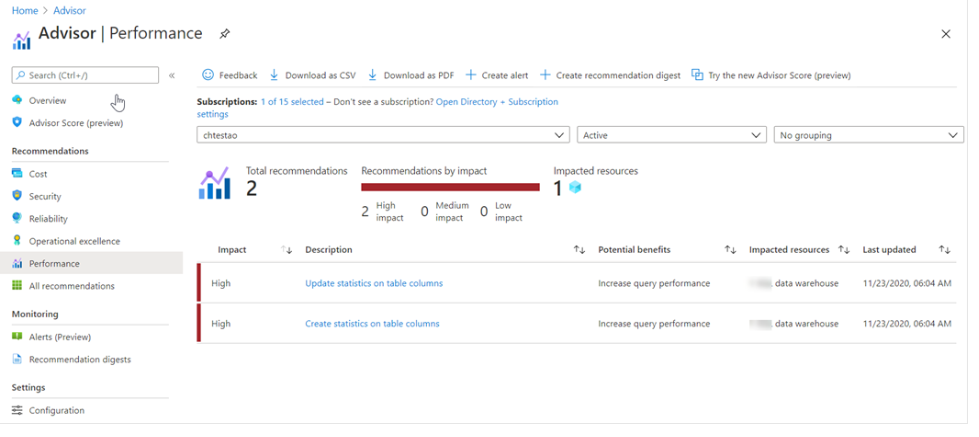 Home > Advisor
Advisor | Performance
Search (Ctrl+/)
«
Overview
Advisor Score (preview)
Recommendations
Cost
Security
Reliability
Operational excellence
Performance
All recommendations
Monitoring
Alerts (Preview)
Recommendation digests
Settings
Configuration
Feedback Download as CSV Download as PDF Create alert Create recommendation digest Try the new Advisor Score (preview)
Subscriptions: 1 of 15 selected – Don't see a subscription? Open Directory + Subscription
settings
chtestao Active No grouping
Total recommendations Recommendations by impact Impacted resources
2 1
2 High impact 0 Medium impact 0 Low impact
Impact Description Potential benefits Impacted resources Last updated
High Update statistics on table columns Increase query performance , data warehouse 11/23/2020, 06:04 AM
High Create statistics on table columns Increase query performance , data warehouse 11/23/2020, 06:04 AM